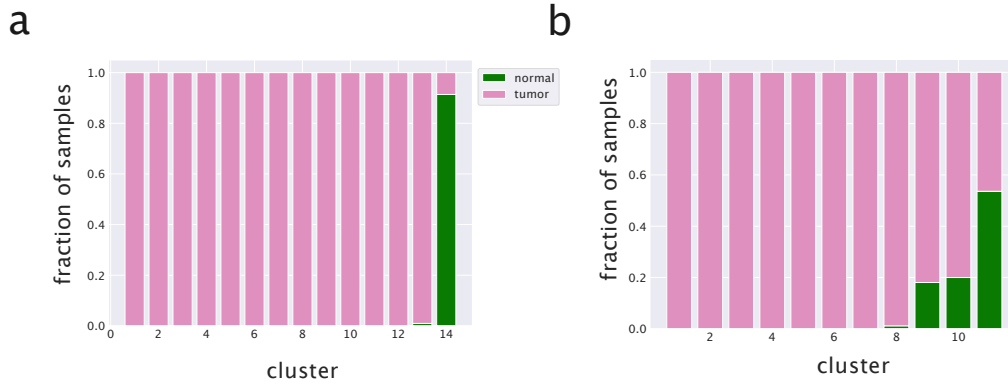 a
fraction of samples
1.0
0.8
0.6
0.4
0.2
0.0
0 2 4 6 8 10 12 14
cluster
normal
tumor
b
fraction of samples
1.0
0.8
0.6
0.4
0.2
0.0
2 4 6 8 10
cluster